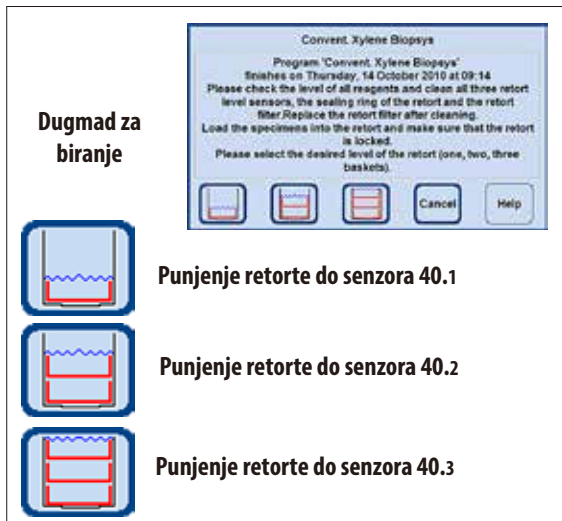 Convent. Xylene Biopsys
Program 'Convent. Xylene Biopsys'
finishes on Thursday, 14 October 2010 at 09:14
Please check the level of all reagents and clean all three retort
level sensors, the sealing ring of the retort and the retort
filter.Replace the retort filter after cleaning.
Load the specimens into the retort and make sure that the retort
is locked.
Please select the desired level of the retort (one, two, three
baskets).
Cancel
Help
Dugmad za
biranje
Punjenje retorte do senzora 40.1
Punjenje retorte do senzora 40.2
Punjenje retorte do senzora 40.3